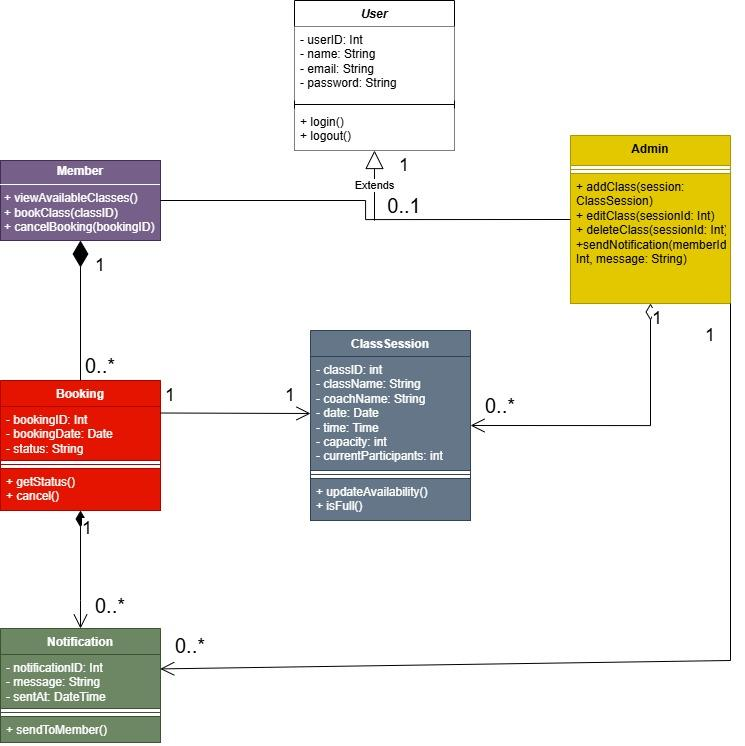 User
- userID: Int
- name: String
- email: String
- password: String
+ login()
+ logout()
1
Extends
0..1
Member
+ viewAvailableClasses()
+ bookClass(classID)
+ cancelBooking(bookingID)
1
0..*
Admin
+ addClass(session:
ClassSession)
+ editClass(sessionId: Int)
+ deleteClass(sessionId: Int)
+sendNotification(memberId
Int, message: String)
1
1
0..*
ClassSession
- classID: int
- className: String
- coachName: String
- date: Date
- time: Time
- capacity: int
- currentParticipants: int
+ updateAvailability()
+ isFull()
Booking
- bookingID: Int
- bookingDate: Date
- status: String
+ getStatus()
+ cancel()
1
1
1
0..*
0..*
Notification
- notificationID: Int
- message: String
- sentAt: DateTime
+ sendToMember()